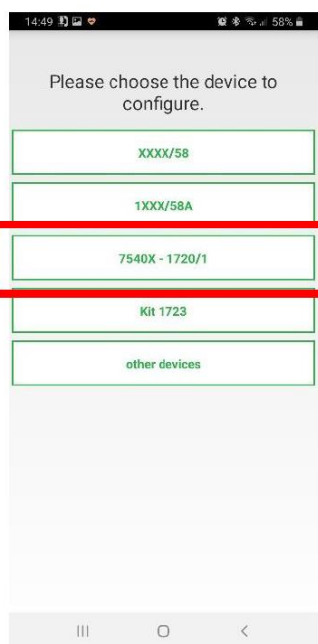 14:49 58%
Please choose the device to
configure.
XXXX/58
1XXX/58A
7540X - 1720/1
Kit 1723
other devices